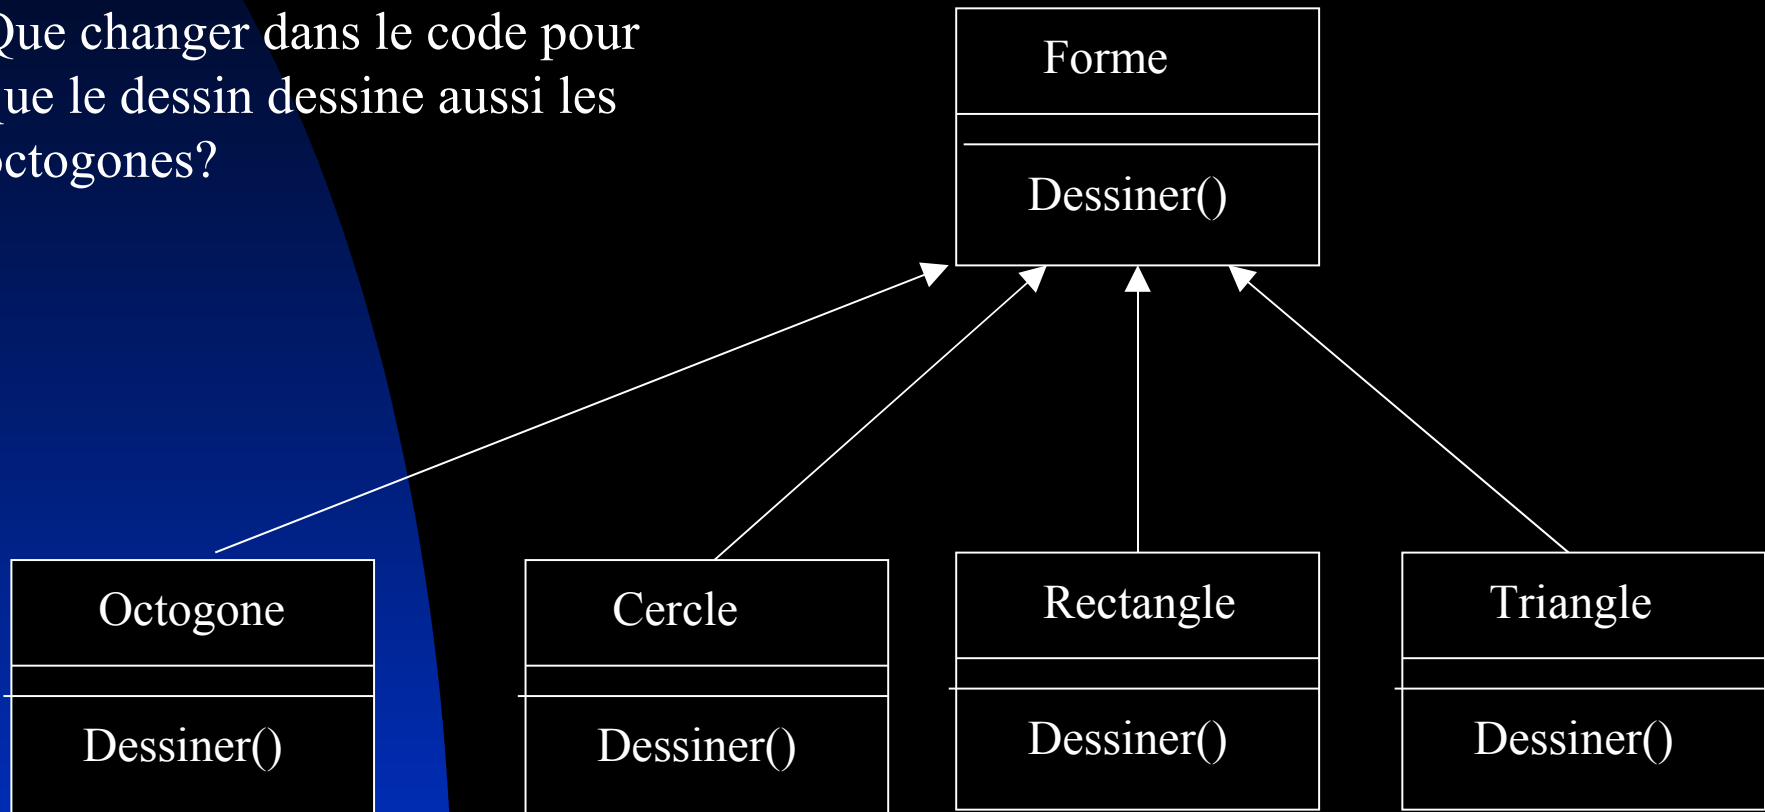 Que changer dans le code pour
que le dessin dessine aussi les
octogones?
Forme
Dessiner()
Octogone
Dessiner()
Cercle
Dessiner()
Rectangle
Dessiner()
Triangle
Dessiner()